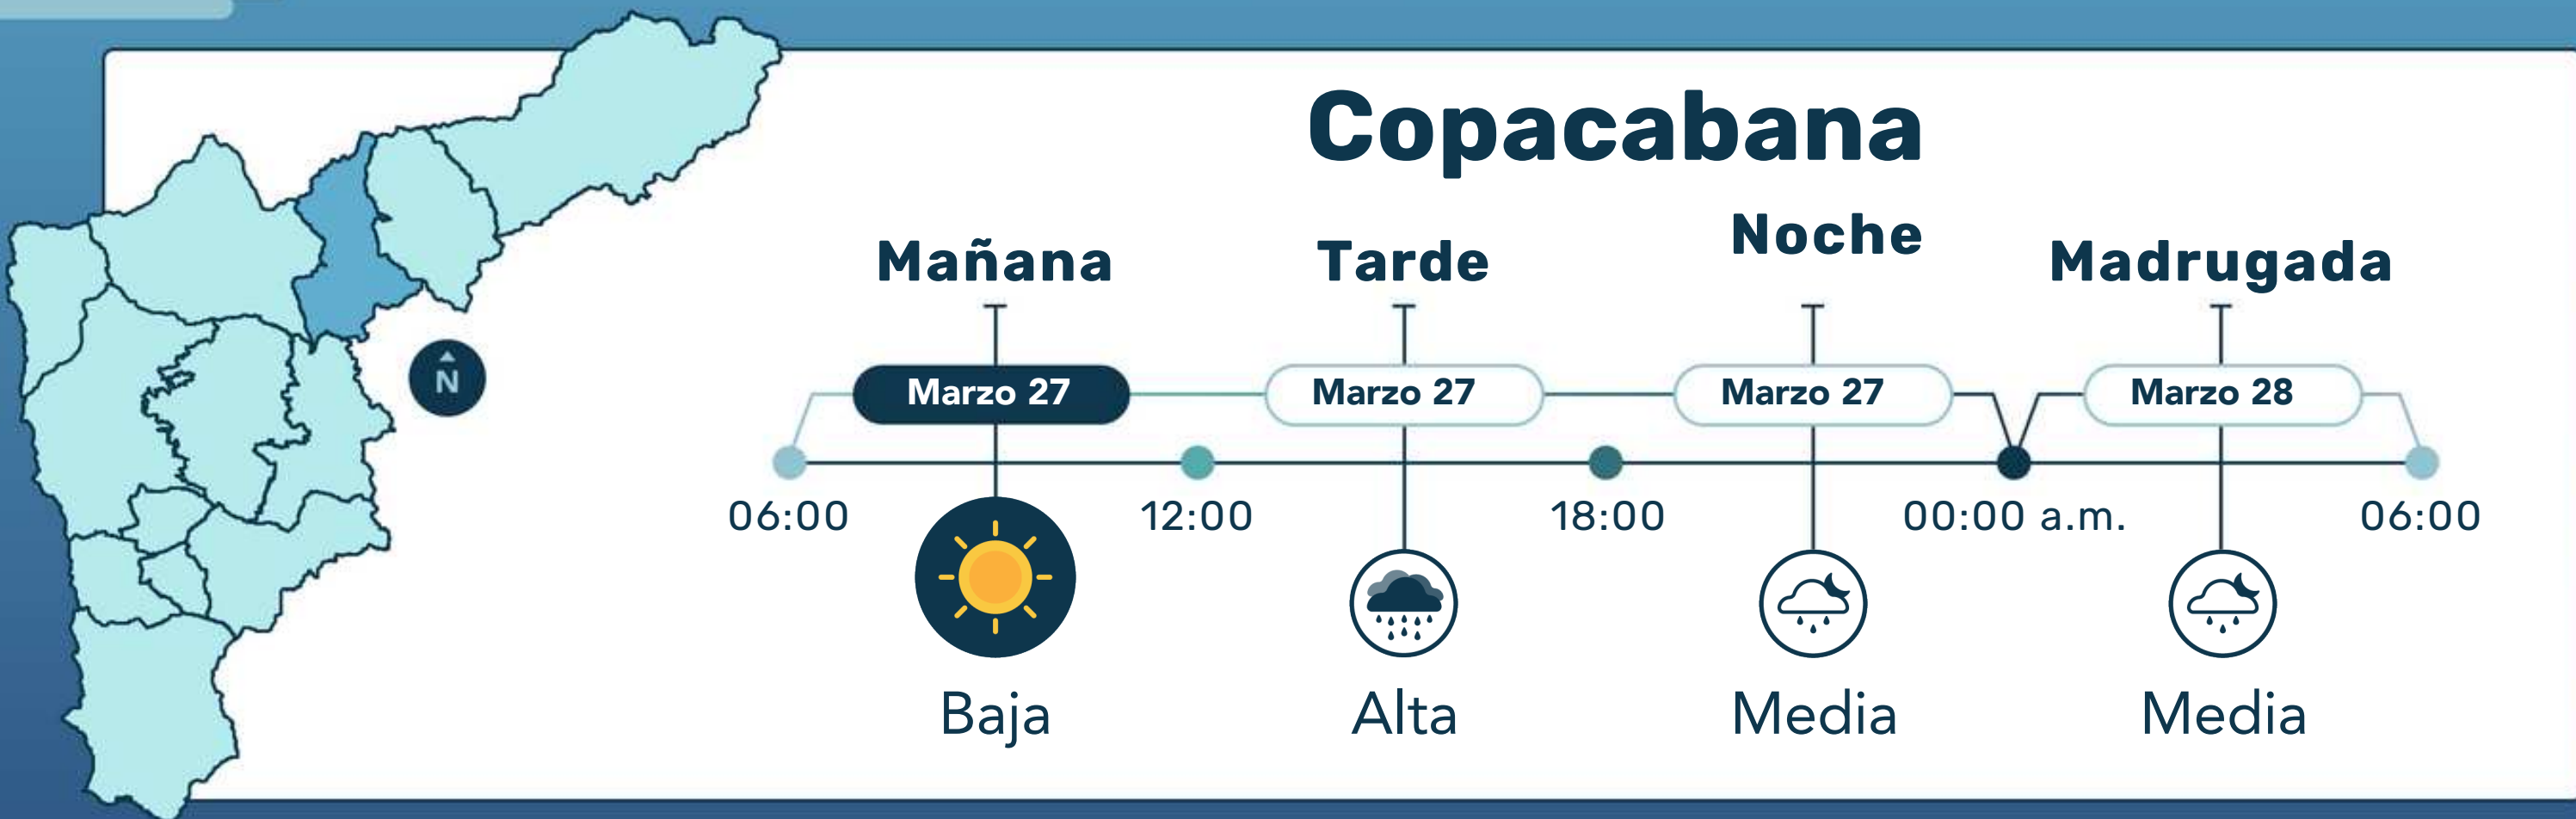 Copacabana
Mañana Tarde Noche Madrugada
Marzo 27 Marzo 27 Marzo 27 Marzo 28
N
06:00 12:00 18:00 00:00 a.m. 06:00
Baja Alta Media Media